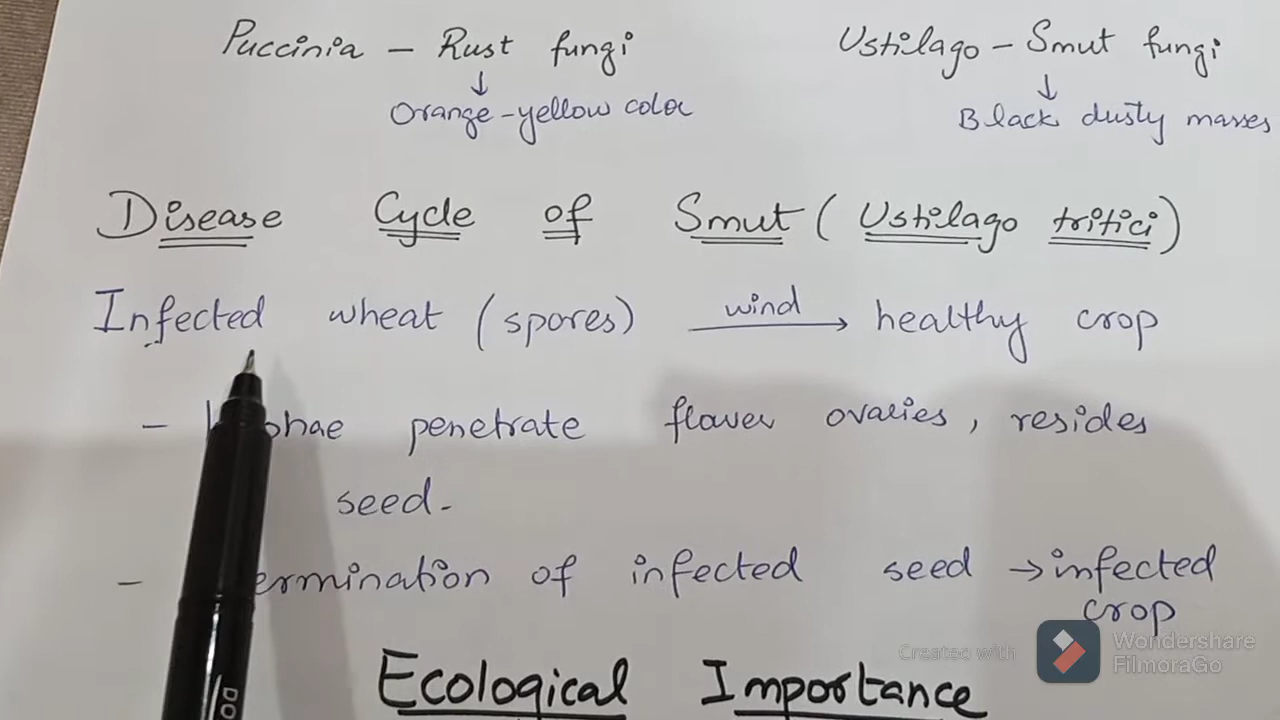 Puccinia – Rust fungi
Ustilago – Smut fungi
↓
↓
Orange-yellow color
Black dusty masses
Disease Cycle of Smut (Ustilago tritici)
Infected wheat (spores) wind → healthy crop
– penetrate flower ovaries, resides
seed.
– of infected seed → infected
crop
Ecological Importance
Created with Wondershare
FilmoraGo
DO